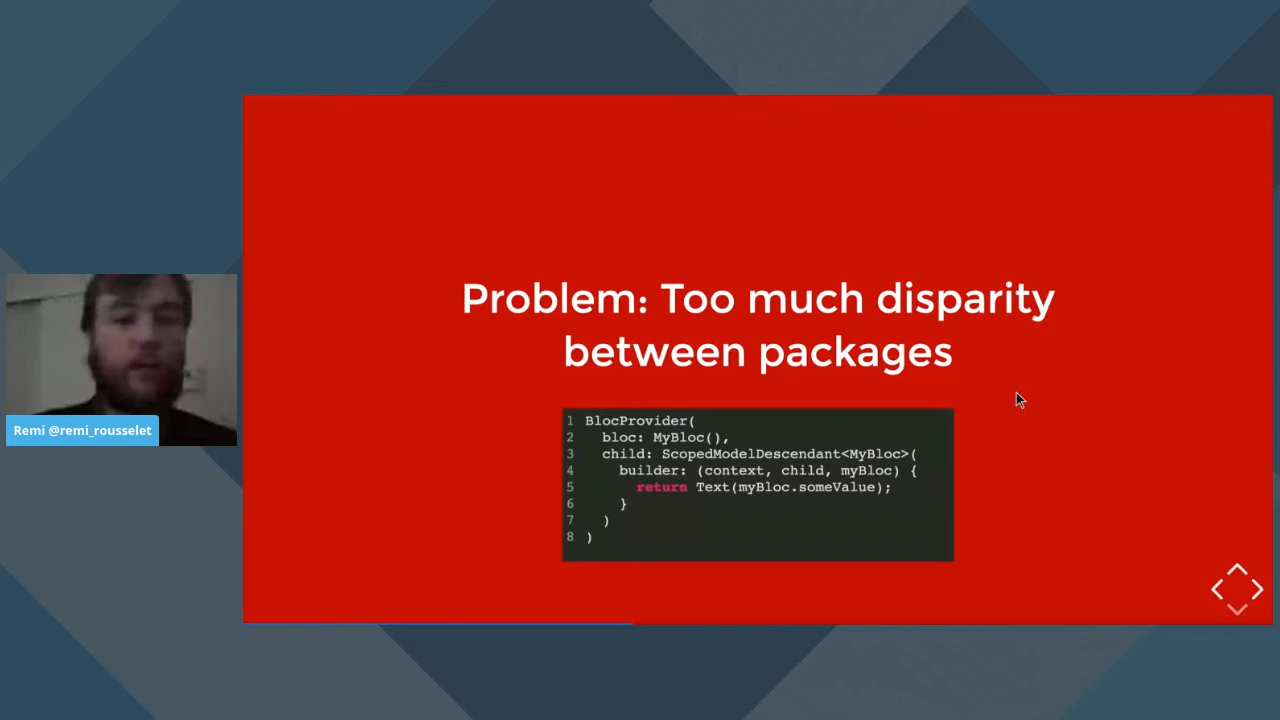 Problem: Too much disparity
between packages
1 BlocProvider(
2   bloc: MyBloc(),
3   child: ScopedModelDescendant<MyBloc>(
4     builder: (context, child, myBloc) {
5       return Text(myBloc.someValue);
6     }
7   )
8 )
Remi @remi_rousselet